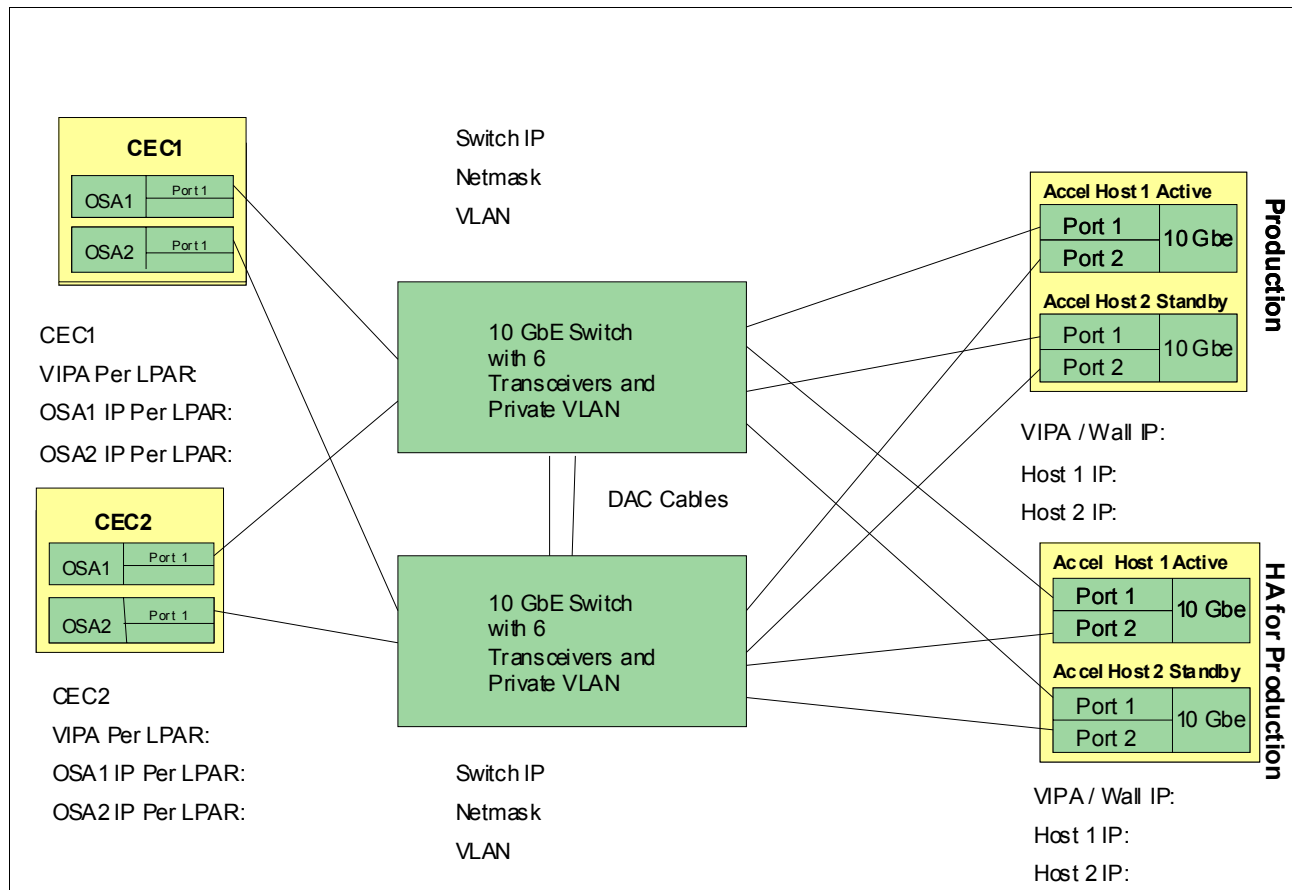 CEC1
OSA1
Port 1
OSA2
Port 1
CEC1
VIPA Per LPAR:
OSA1 IP Per LPAR:
OSA2 IP Per LPAR:
CEC2
OSA1
Port 1
OSA2
Port 1
CEC2
VIPA Per LPAR:
OSA1 IP Per LPAR:
OSA2 IP Per LPAR:
Switch IP
Netmask
VLAN
10 GbE Switch
with 6
Transceivers and
Private VLAN
DAC Cables
10 GbE Switch
with 6
Transceivers and
Private VLAN
Switch IP
Netmask
VLAN
Accel Host 1 Active
Port 1
Port 2
10 Gbe
Accel Host 2 Standby
Port 1
Port 2
10 Gbe
Production
VIPA / Wall IP:
Host 1 IP:
Host 2 IP:
Accel Host 1 Active
Port 1
Port 2
10 Gbe
Accel Host 2 Standby
Port 1
Port 2
10 Gbe
HA for Production
VIPA / Wall IP:
Host 1 IP:
Host 2 IP: